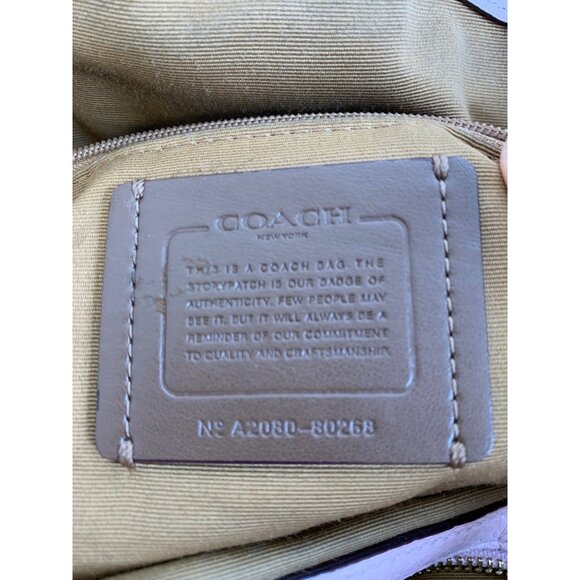 COACH
NEW YORK
THIS IS A COACH BAG. THE
STORYPATCH IS OUR BADGE OF
AUTHENTICITY. FEW PEOPLE MAY
SEE IT, BUT IT WILL ALWAYS BE A
REMINDER OF OUR COMMITMENT
TO QUALITY AND CRAFTSMANSHIP.
Nº A2080-80268